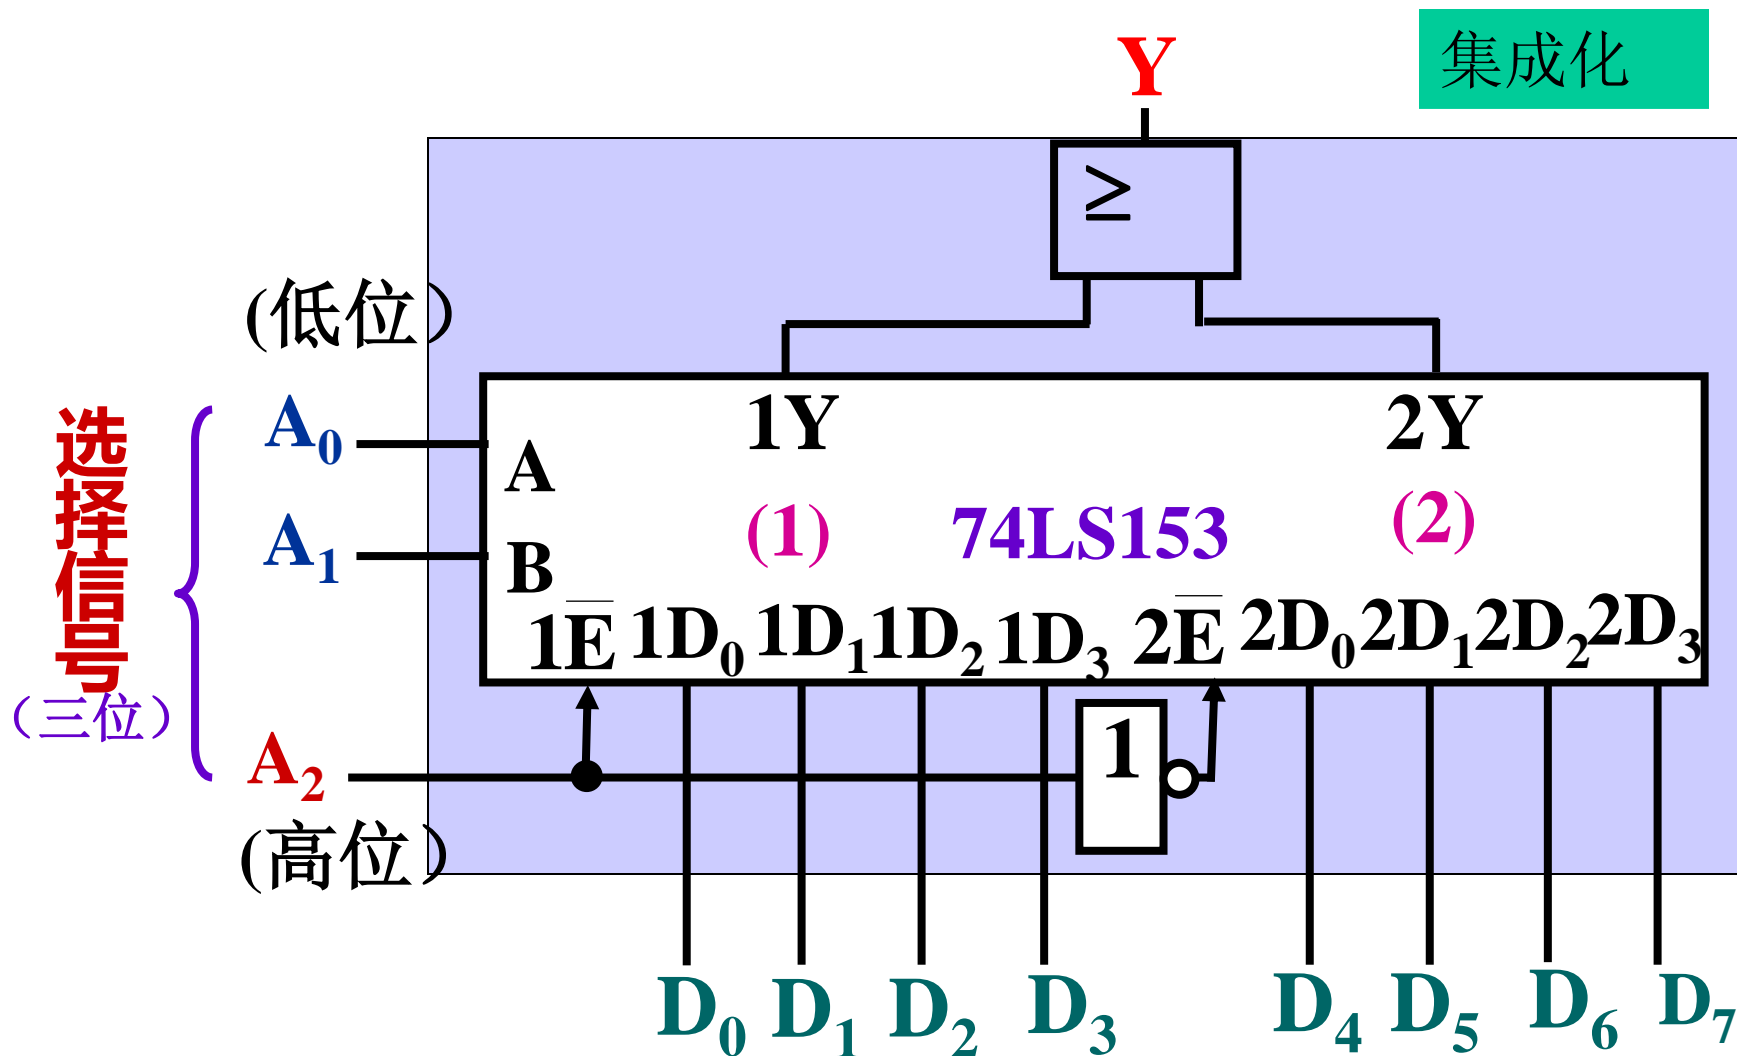 Y
集成化
≥
(低位）
A₀
A₁
选择信号
（三位）
A₂
(高位）
1Y
2Y
A
B
(1)
74LS153
(2)
1E̅ 1D₀ 1D₁ 1D₂ 1D₃ 2E̅ 2D₀ 2D₁ 2D₂ 2D₃
1
D₀ D₁ D₂ D₃ D₄ D₅ D₆ D₇